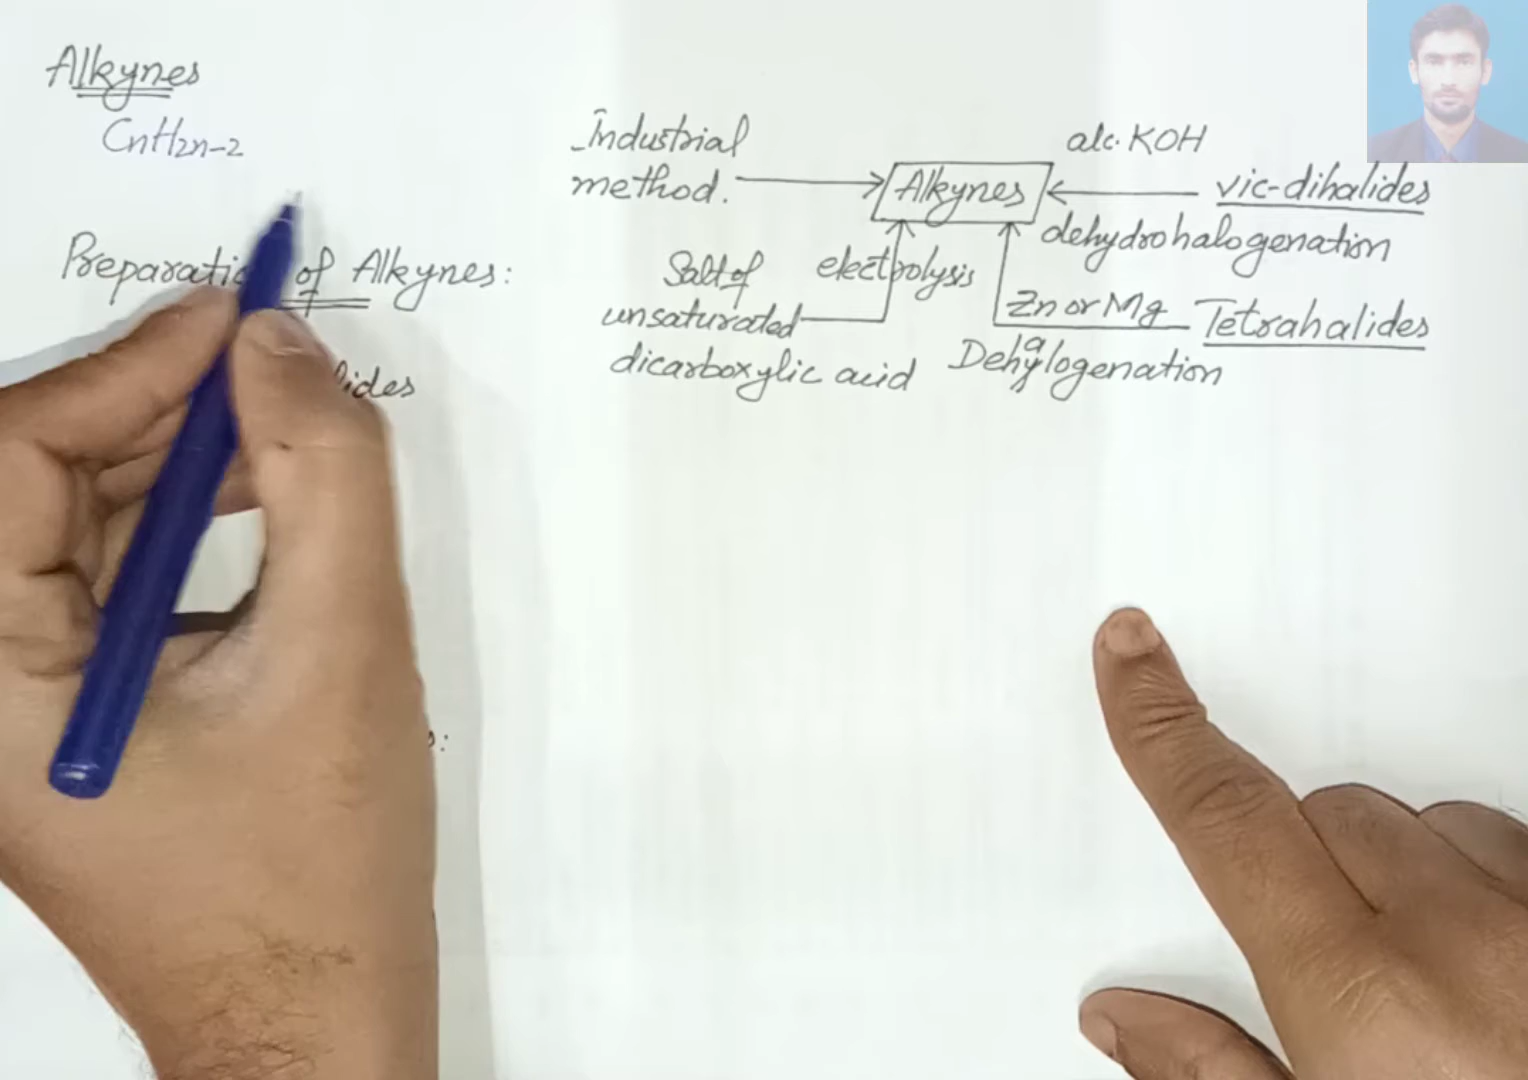 Alkynes
CnH2n-2
Preparation of Alkynes:
Industrial
method.
Alkynes
alc. KOH
vic-dihalides
dehydrohalogenation
Salt of
unsaturated
dicarboxylic acid
electrolysis
Zn or Mg
Tetrahalides
Dehalogenation